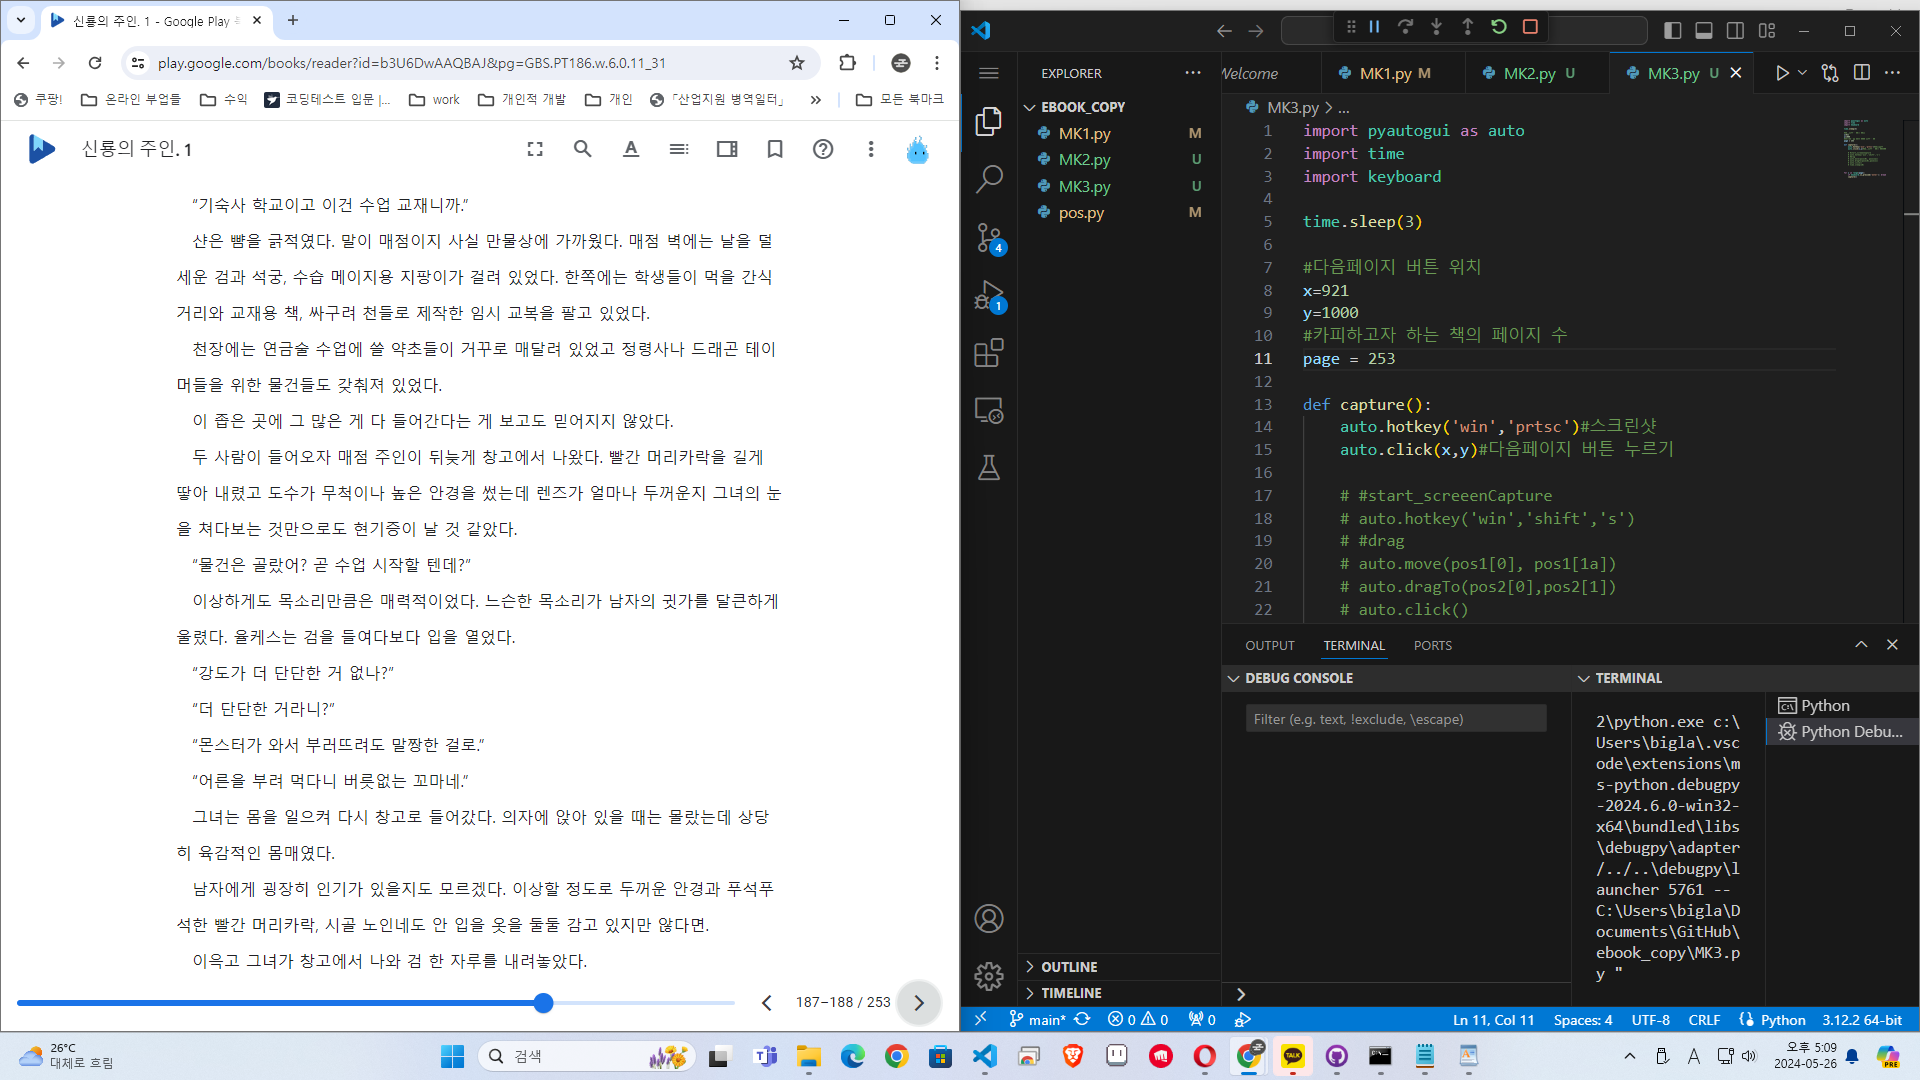 신룡의 주인. 1 - Google Play
play.google.com/books/reader?id=b3U6DwAAQBAJ&pg=GBS.PT186.w.6.0.11_31
쿠팡! 온라인 부업들 수익 코딩테스트 입문 |... work 개인적 개발 개인 「산업지원 병역일터」 » 모든 북마크
신룡의 주인. 1
“기숙사 학교이고 이건 수업 교재니까.”
샨은 뺨을 긁적였다. 말이 매점이지 사실 만물상에 가까웠다. 매점 벽에는 날을 덜
세운 검과 석궁, 수습 메이지용 지팡이가 걸려 있었다. 한쪽에는 학생들이 먹을 간식
거리와 교재용 책, 싸구려 천들로 제작한 임시 교복을 팔고 있었다.
천장에는 연금술 수업에 쓸 약초들이 거꾸로 매달려 있었고 정령사나 드래곤 테이
머들을 위한 물건들도 갖춰져 있었다.
이 좁은 곳에 그 많은 게 다 들어간다는 게 보고도 믿어지지 않았다.
두 사람이 들어오자 매점 주인이 뒤늦게 창고에서 나왔다. 빨간 머리카락을 길게
땋아 내렸고 도수가 무척이나 높은 안경을 썼는데 렌즈가 얼마나 두꺼운지 그녀의 눈
을 쳐다보는 것만으로도 현기증이 날 것 같았다.
“물건은 골랐어? 곧 수업 시작할 텐데?”
이상하게도 목소리만큼은 매력적이었다. 느슨한 목소리가 남자의 귓가를 달큰하게
울렸다. 율케스는 검을 들여다보다 입을 열었다.
“강도가 더 단단한 거 없나?”
“더 단단한 거라니?”
“몬스터가 와서 부러뜨려도 말짱한 걸로.”
“어른을 부려 먹다니 버릇없는 꼬마네.”
그녀는 몸을 일으켜 다시 창고로 들어갔다. 의자에 앉아 있을 때는 몰랐는데 상당
히 육감적인 몸매였다.
남자에게 굉장히 인기가 있을지도 모르겠다. 이상할 정도로 두꺼운 안경과 푸석푸
석한 빨간 머리카락, 시골 노인네도 안 입을 옷을 둘둘 감고 있지만 않다면.
이윽고 그녀가 창고에서 나와 검 한 자루를 내려놓았다.
187–188 / 253
EXPLORER
EBOOK_COPY
MK1.py M
MK2.py U
MK3.py U
pos.py M
OUTLINE
TIMELINE
Welcome MK1.py M MK2.py U MK3.py U
MK3.py > ...
1 import pyautogui as auto
2 import time
3 import keyboard
4
5 time.sleep(3)
6
7 #다음페이지 버튼 위치
8 x=921
9 y=1000
10 #카피하고자 하는 책의 페이지 수
11 page = 253
12
13 def capture():
14 auto.hotkey('win','prtsc')#스크린샷
15 auto.click(x,y)#다음페이지 버튼 누르기
16
17 # #start_screeenCapture
18 # auto.hotkey('win','shift','s')
19 # #drag
20 # auto.move(pos1[0], pos1[1a])
21 # auto.dragTo(pos2[0],pos2[1])
22 # auto.click()
OUTPUT TERMINAL PORTS
DEBUG CONSOLE
Filter (e.g. text, !exclude, \escape)
TERMINAL
2\python.exe c:\
Users\bigla\.vsc
ode\extensions\m
s-python.debugpy
-2024.6.0-win32-
x64\bundled\libs
\debugpy\adapter
/../..\debugpy\l
auncher 5761 --
C:\Users\bigla\D
ocuments\GitHub\
ebook_copy\MK3.p
y "
Python
Python Debu...
4
1
main* 0 0 0 Ln 11, Col 11 Spaces: 4 UTF-8 CRLF Python 3.12.2 64-bit
26°C
대체로 흐림
검색
TALK
A
오후 5:09
2024-05-26
PRE